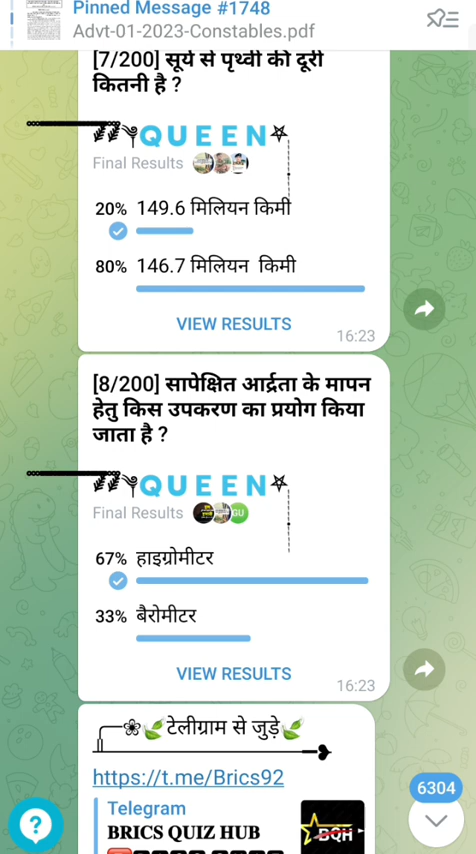 Pinned Message #1748
Advt-01-2023-Constables.pdf
[7/200] सूर्य से पृथ्वी की दूरी
कितनी है ?
QUEEN
Final Results
20% 149.6 मिलियन किमी
80% 146.7 मिलियन किमी
VIEW RESULTS
16:23
[8/200] सापेक्षित आर्द्रता के मापन
हेतु किस उपकरण का प्रयोग किया
जाता है ?
QUEEN
Final Results
GU
67% हाइग्रोमीटर
33% बैरोमीटर
VIEW RESULTS
16:23
टेलीग्राम से जुड़े
https://t.me/Brics92
6304
Telegram
BRICS QUIZ HUB
BQH